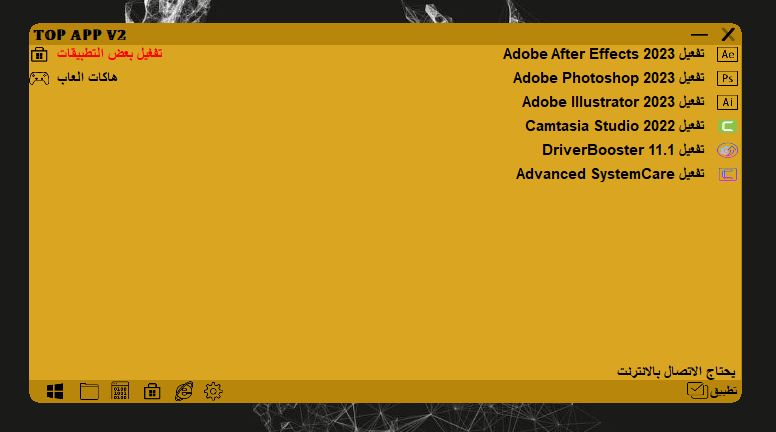 TOP APP V2
تفعيل بعض التطبيقات
هاكات العاب
تفعيل Adobe After Effects 2023
Ae
تفعيل Adobe Photoshop 2023
Ps
تفعيل Adobe Illustrator 2023
Ai
تفعيل Camtasia Studio 2022
تفعيل DriverBooster 11.1
تفعيل Advanced SystemCare
يحتاج الاتصال بالانترنت
تطبيق